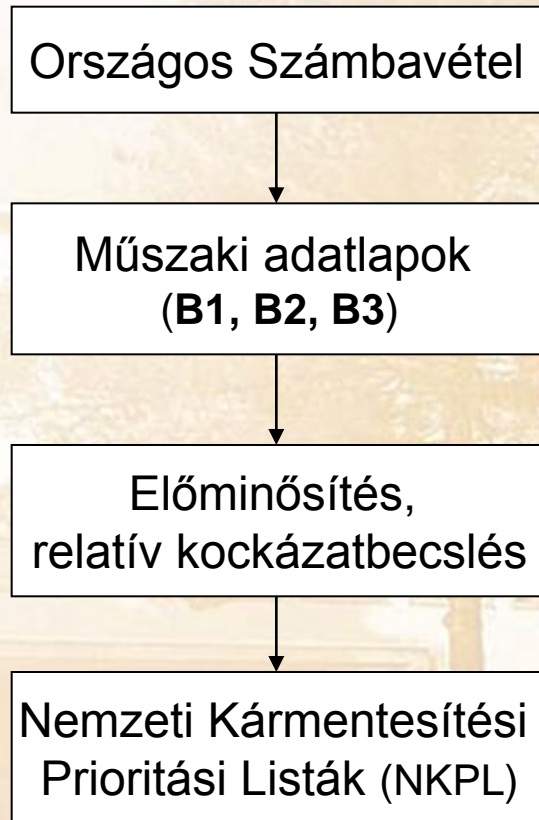 Országos Számbavétel
Műszaki adatlapok
(B1, B2, B3)
Előminősítés,
relatív kockázatbecslés
Nemzeti Kármentesítési
Prioritási Listák (NKPL)